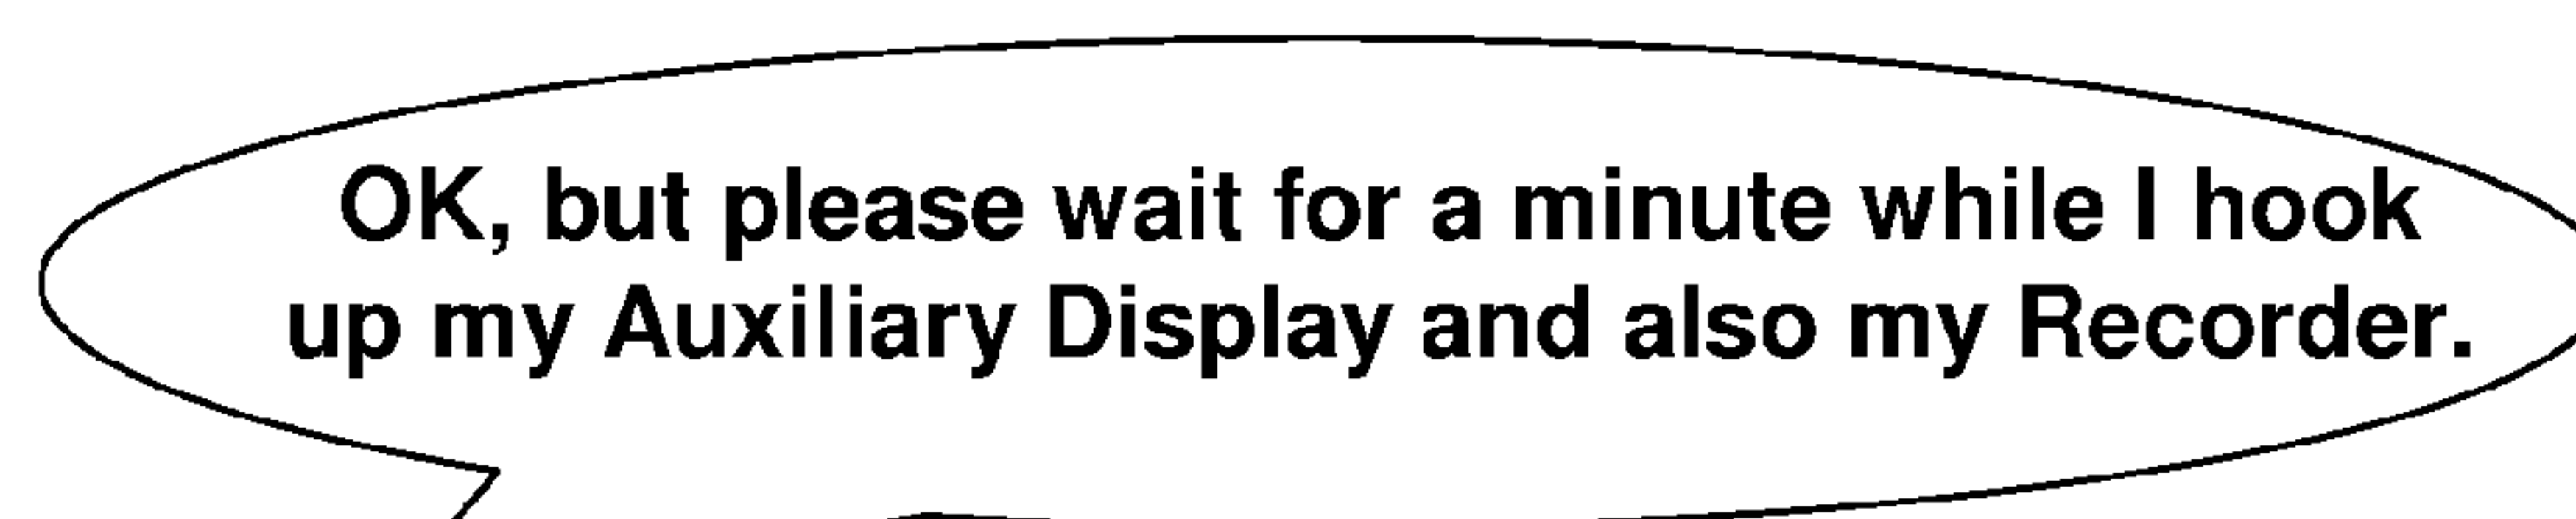 OK, but please wait for a minute while I hook
up my Auxiliary Display and also my Recorder.